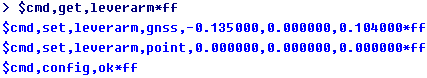 > $cmd,get,leverarm*ff
$cmd,set,leverarm,gnss,-0.135000,0.000000,0.104000*ff
$cmd,set,leverarm,point,0.000000,0.000000,0.000000*ff
$cmd,config,ok*ff